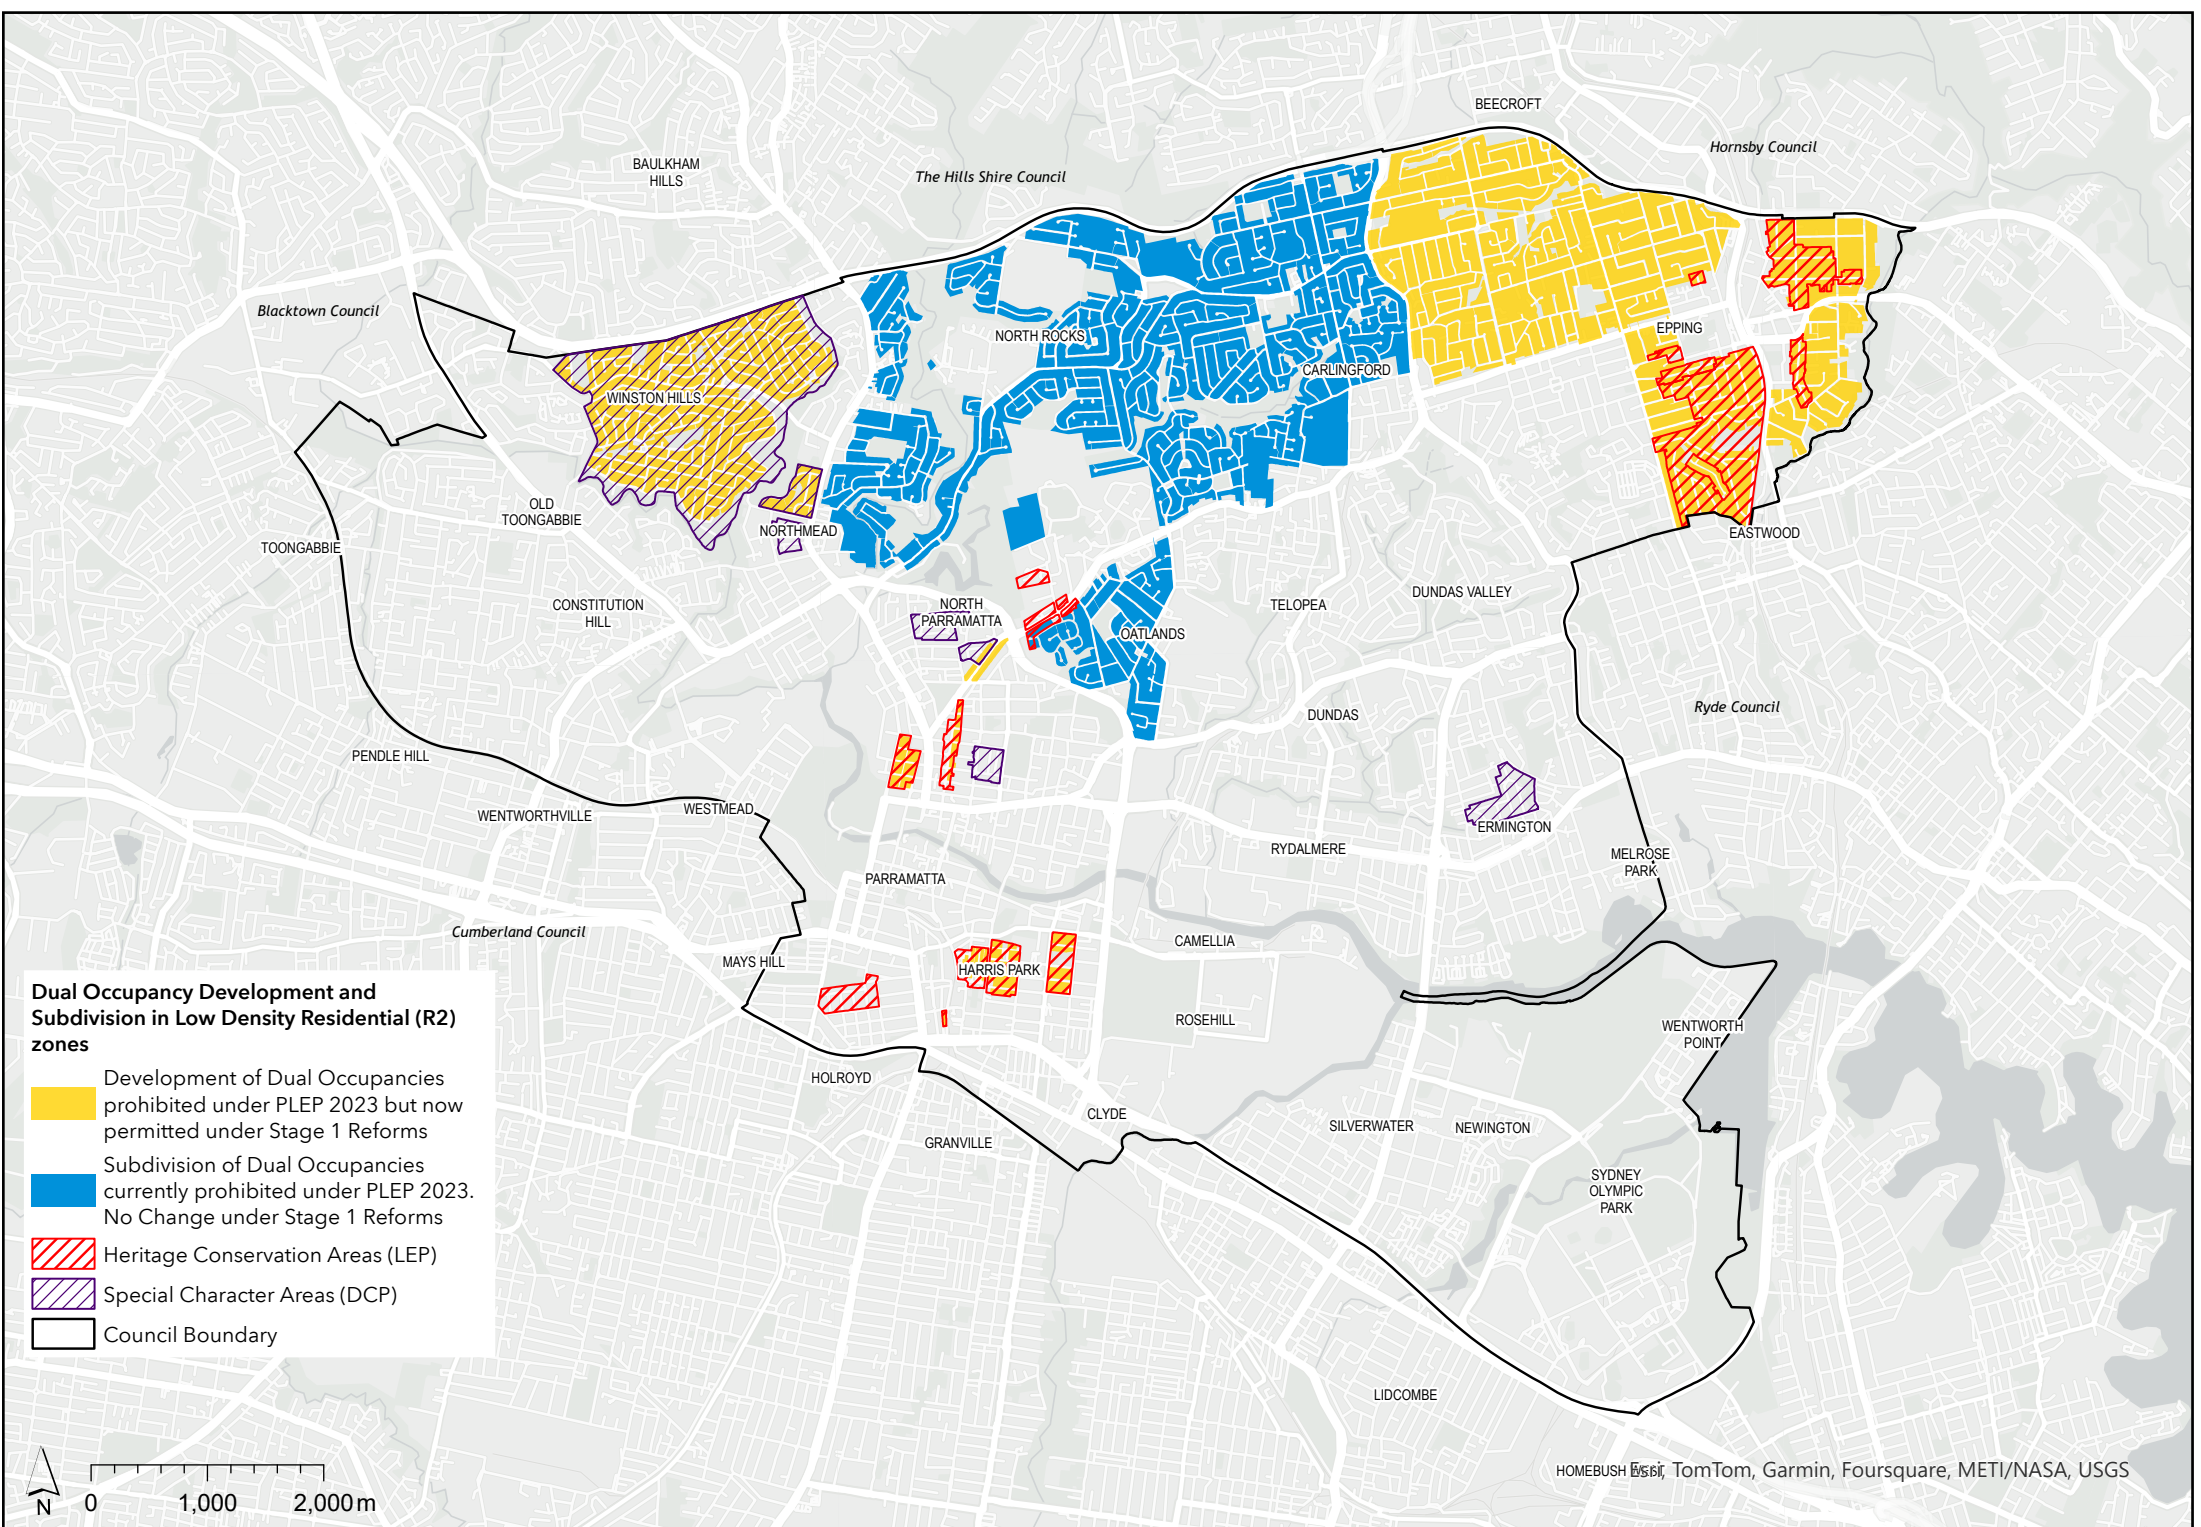 BEECROFT
Hornsby Council
BAULKHAM
HILLS
The Hills Shire Council
Blacktown Council
EPPING
NORTH ROCKS
CARLINGFORD
WINSTON HILLS
OLD
TOONGABBIE
NORTHMEAD
EASTWOOD
TOONGABBIE
CONSTITUTION
HILL
NORTH
PARRAMATTA
TELOPEA
DUNDAS VALLEY
OATLANDS
Ryde Council
DUNDAS
PENDLE HILL
WENTWORTHVILLE
WESTMEAD
ERMINGTON
RYDALMERE
MELROSE
PARK
PARRAMATTA
Cumberland Council
CAMELLIA
MAYS HILL
HARRIS PARK
ROSEHILL
WENTWORTH
POINT
HOLROYD
CLYDE
GRANVILLE
SILVERWATER
NEWINGTON
SYDNEY
OLYMPIC
PARK
LIDCOMBE
Dual Occupancy Development and
Subdivision in Low Density Residential (R2)
zones
Development of Dual Occupancies
prohibited under PLEP 2023 but now
permitted under Stage 1 Reforms
Subdivision of Dual Occupancies
currently prohibited under PLEP 2023.
No Change under Stage 1 Reforms
Heritage Conservation Areas (LEP)
Special Character Areas (DCP)
Council Boundary
N
0 1,000 2,000 m
HOMEBUSH
Esri, TomTom, Garmin, Foursquare, METI/NASA, USGS